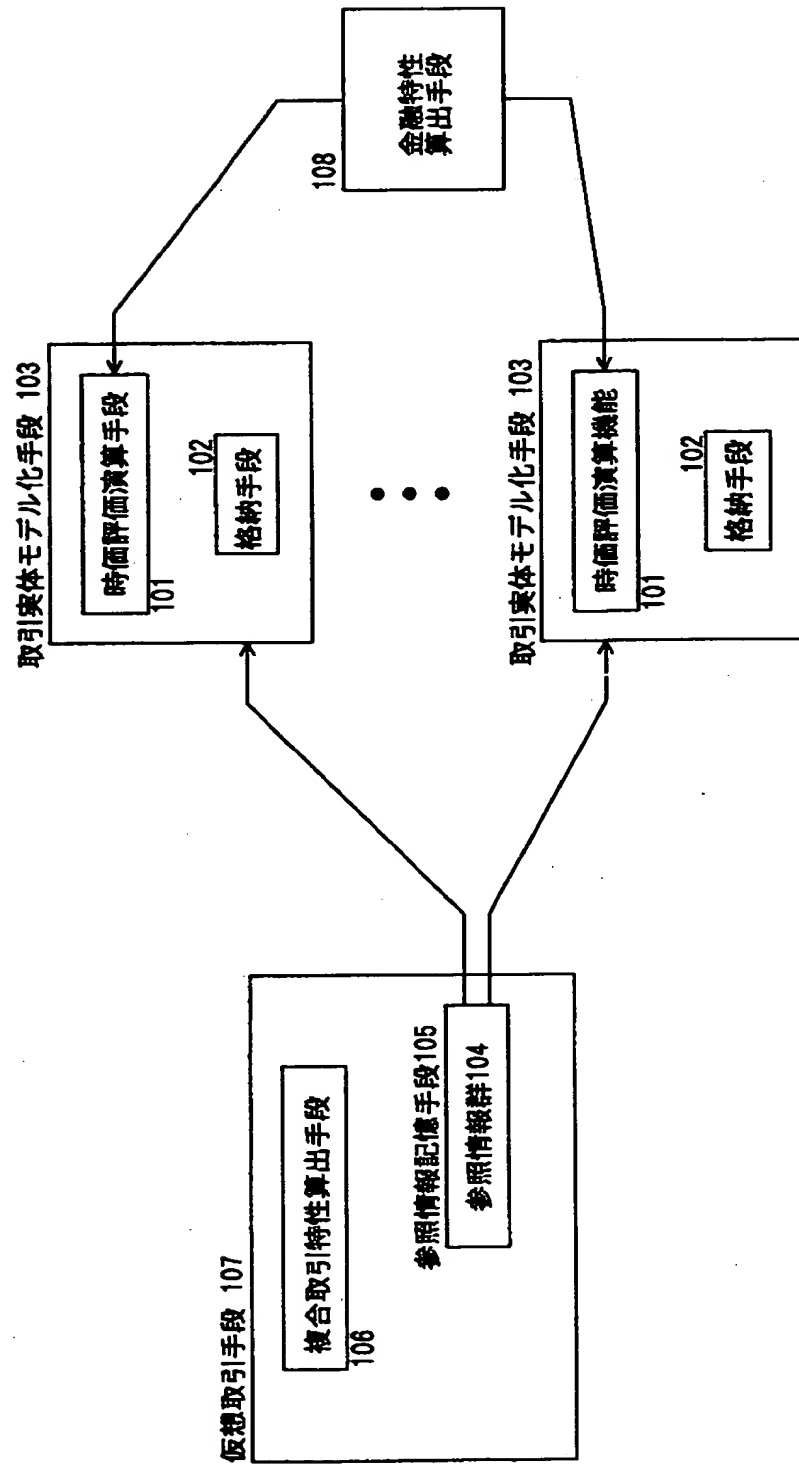 仮想取引手段 107
複合取引特性算出手段
106
参照情報記憶手段105
参照情報群104
取引実体モデル化手段 103
時価評価演算手段
101
102
格納手段
取引実体モデル化手段 103
時価評価演算機能
101
102
格納手段
108
金融特性
算出手段